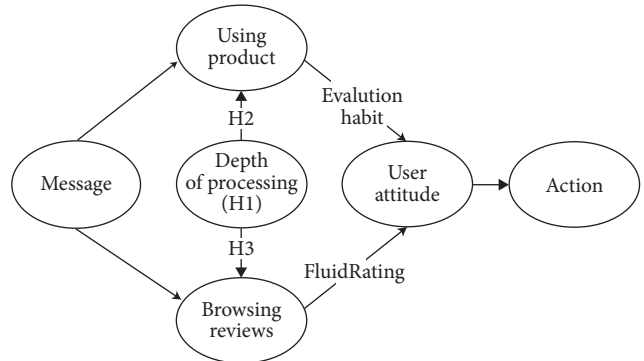 Using
product
Evalution
habit
H2
Message
Depth
of processing
(H1)
User
attitude
Action
H3
FluidRating
Browsing
reviews